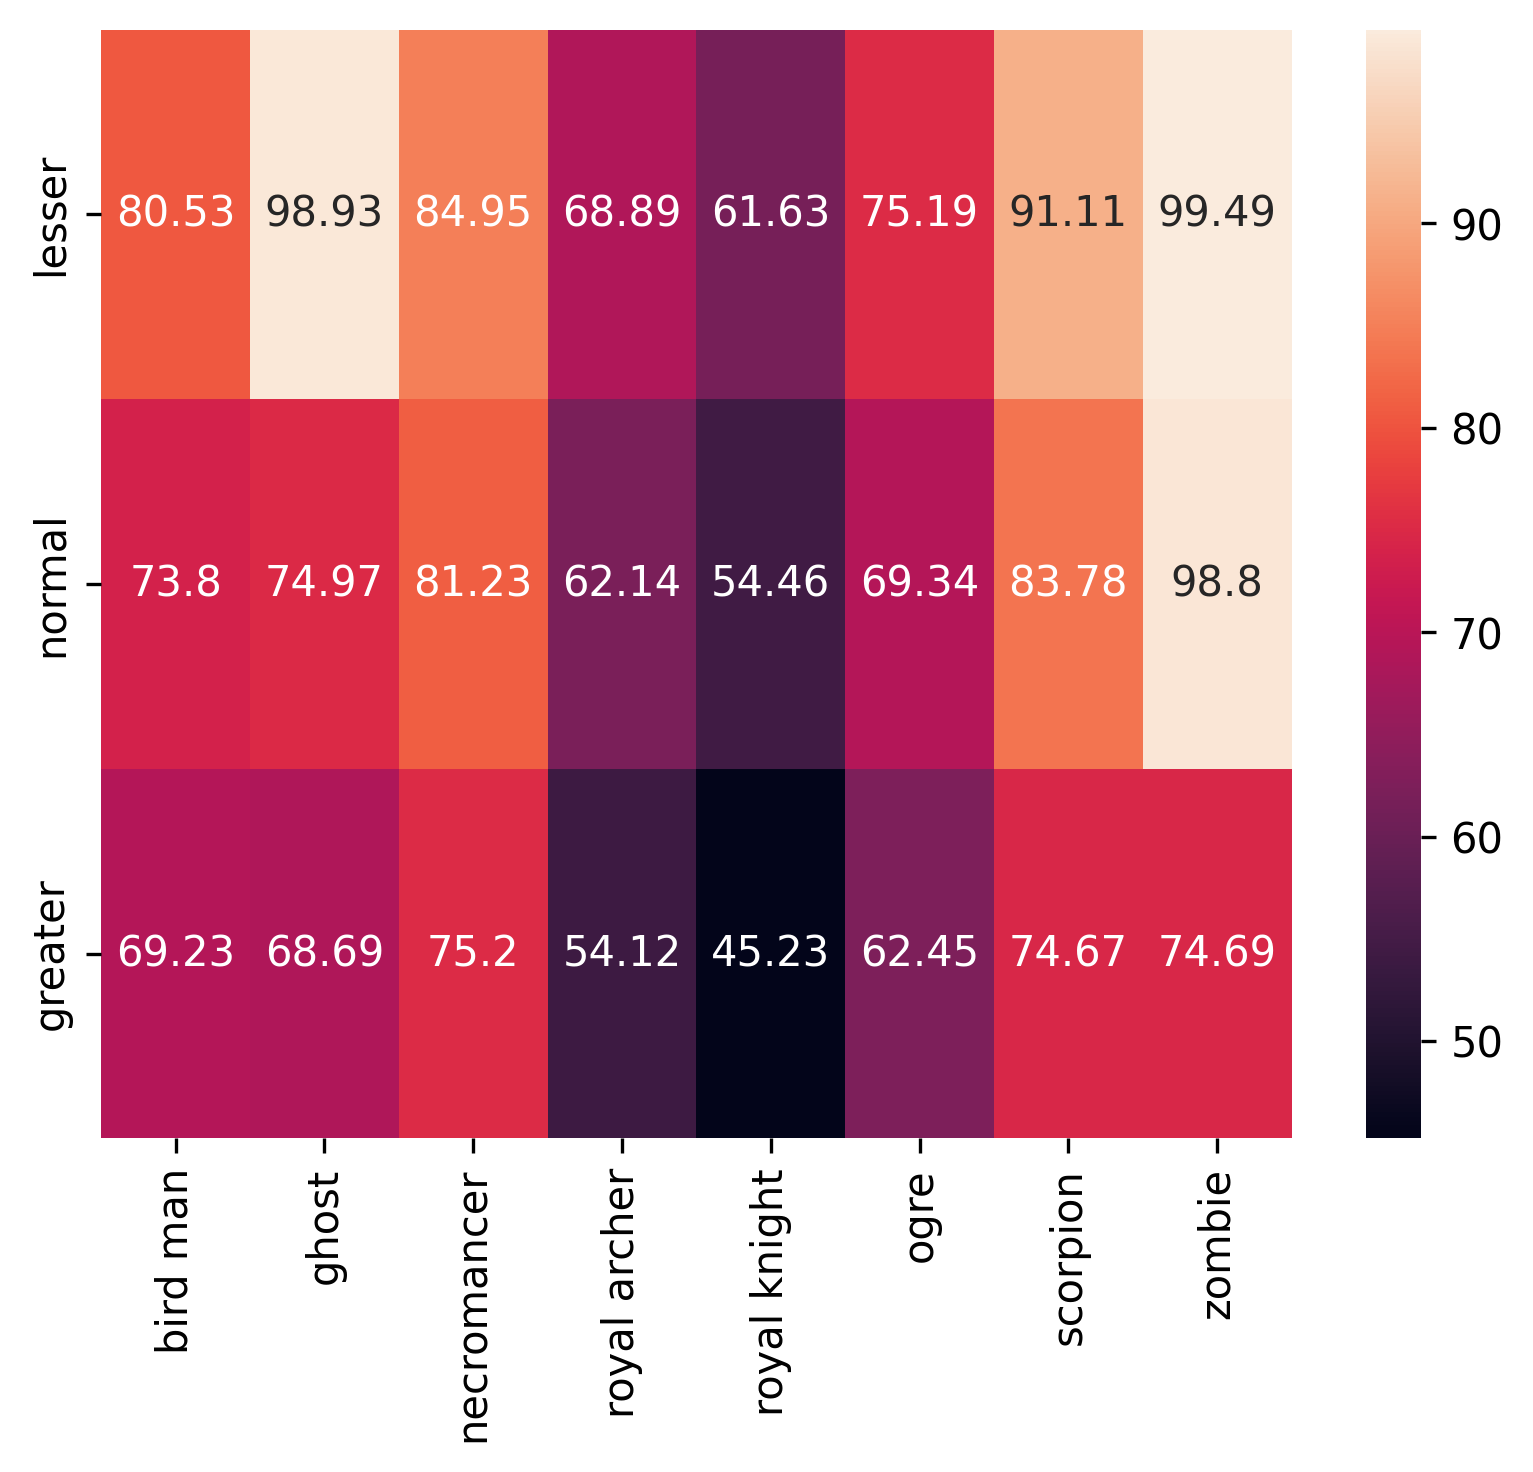 lesser 80.53 98.93 84.95 68.89 61.63 75.19 91.11 99.49
normal 73.8 74.97 81.23 62.14 54.46 69.34 83.78 98.8
greater 69.23 68.69 75.2 54.12 45.23 62.45 74.67 74.69
bird man
ghost
necromancer
royal archer
royal knight
ogre
scorpion
zombie
90
80
70
60
50